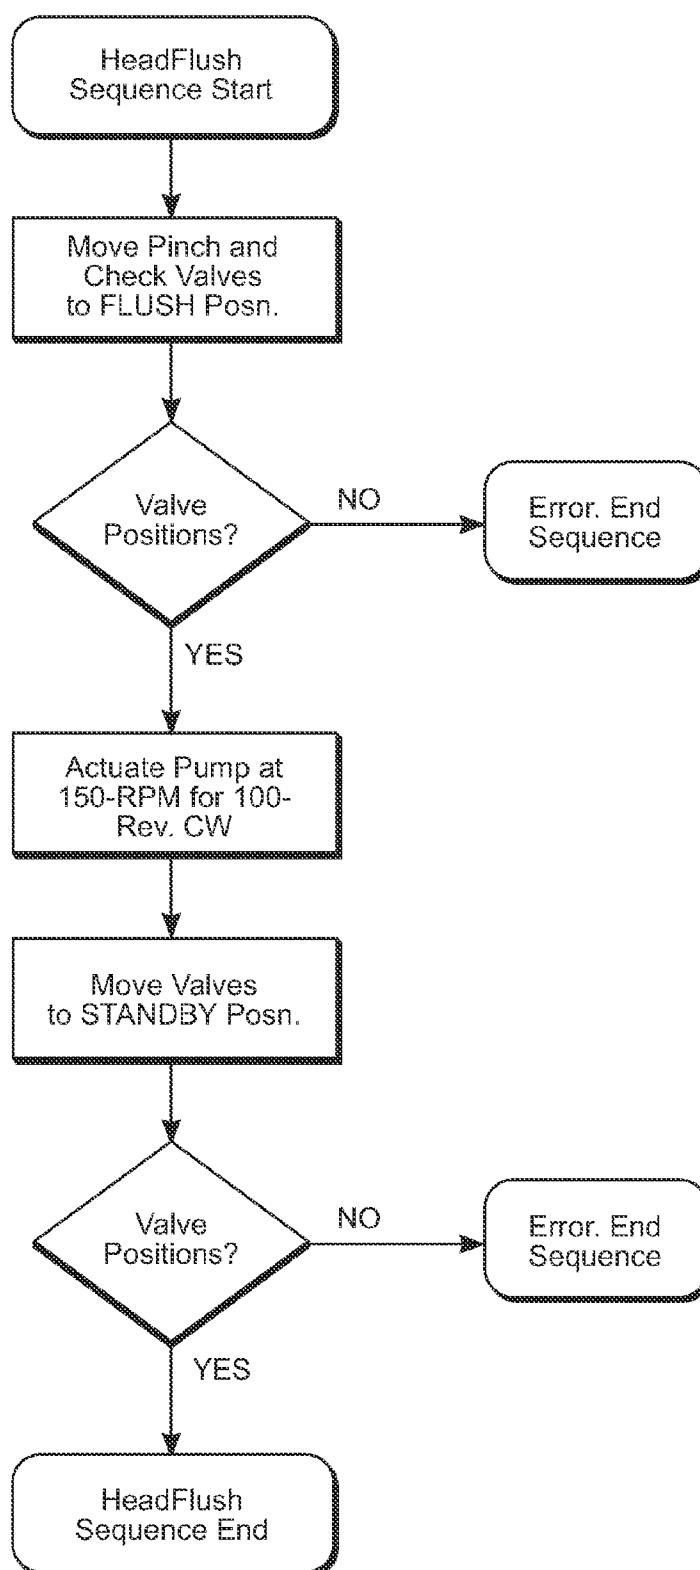 HeadFlush
Sequence Start
Move Pinch and
Check Valves
to FLUSH Posn.
Valve
Positions?
NO
Error. End
Sequence
YES
Actuate Pump at
150-RPM for 100-
Rev. CW
Move Valves
to STANDBY Posn.
Valve
Positions?
NO
Error. End
Sequence
YES
HeadFlush
Sequence End